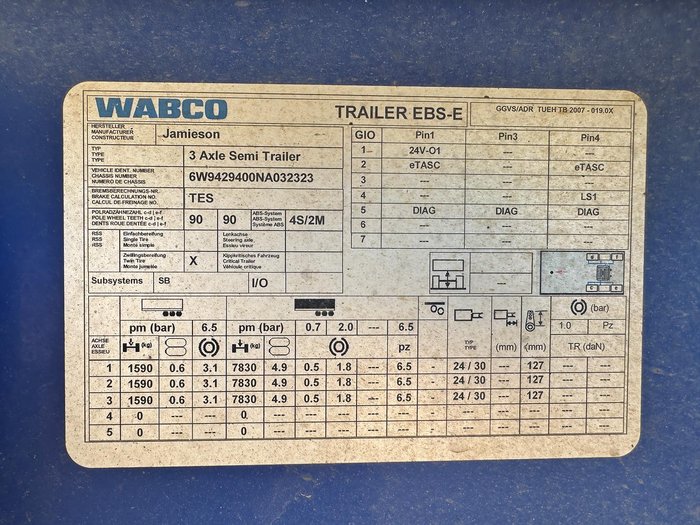 WABCO TRAILER EBS-E GGVS/ADR TUEH TB 2007 - 019.0X
HERSTELLER
MANUFACTURER
CONSTRUCTEUR
Jamieson
TYP
TYPE
TYPE
3 Axle Semi Trailer
VEHICLE IDENT. NUMBER
CHASSIS NUMBER
NUMERO DE CHASSIS
6W9429400NA032323
BREMSBERECHNUNGS-NR.
BRAKE CALCULATION NO.
CALCUL DE FREINAGE NO.
TES
POLRADZÄHNEZAHL c-d | e-f
POLE WHEEL TEETH c-d | e-f
DENTS ROUE DENTÉE c-d | e-f
90 90
ABS-System
ABS-System
Système ABS
4S/2M
RSS Einfachbereifung
RSS Single Tire
RSS Monte simple
Lenkachse
Steering axle
Essieu vireur
Zwillingsbereifung
Twin Tire
Monte jumelée
X
Kippkritisches Fahrzeug
Critical Trailer
Véhicule critique
Subsystems SB I/O
GIO Pin1 Pin3 Pin4
1 24V-O1 --- ---
2 eTASC --- eTASC
3 --- --- ---
4 --- --- LS1
5 DIAG DIAG DIAG
6 --- --- ---
7 --- --- ---
---
---
pm (bar) 6.5 pm (bar) 0.7 2.0 --- 6.5
(bar)
1.0 Pz
ACHSE
AXLE
ESSIEU
(kg) (kg) pz
TYP
TYPE
(mm) (mm) TR (daN)
1 1590 0.6 3.1 7830 4.9 0.5 1.8 --- 6.5 --- 24 / 30 --- 127 --- ---
2 1590 0.6 3.1 7830 4.9 0.5 1.8 --- 6.5 --- 24 / 30 --- 127 --- ---
3 1590 0.6 3.1 7830 4.9 0.5 1.8 --- 6.5 --- 24 / 30 --- 127 --- ---
4 0 --- --- 0 --- --- --- --- --- --- --- --- --- --- ---
5 0 --- --- 0 --- --- --- --- --- --- --- --- --- --- ---